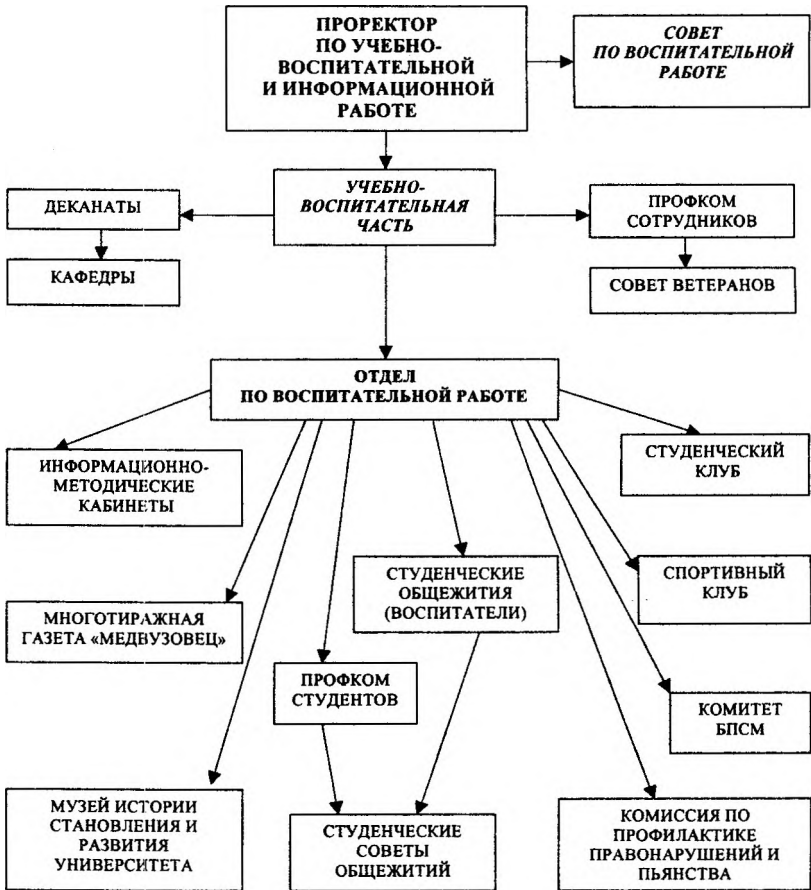 ПРОРЕКТОР
ПО УЧЕБНО-
ВОСПИТАТЕЛЬНОЙ
И ИНФОРМАЦИОННОЙ
РАБОТЕ
СОВЕТ
ПО ВОСПИТАТЕЛЬНОЙ
РАБОТЕ
ДЕКАНАТЫ
УЧЕБНО-
ВОСПИТАТЕЛЬНАЯ
ЧАСТЬ
ПРОФКОМ
СОТРУДНИКОВ
КАФЕДРЫ
СОВЕТ ВЕТЕРАНОВ
ОТДЕЛ
ПО ВОСПИТАТЕЛЬНОЙ РАБОТЕ
ИНФОРМАЦИОННО-
МЕТОДИЧЕСКИЕ
КАБИНЕТЫ
СТУДЕНЧЕСКИЙ
КЛУБ
МНОГОТИРАЖНАЯ
ГАЗЕТА «МЕДВУЗОВЕЦ»
СТУДЕНЧЕСКИЕ
ОБЩЕЖИТИЯ
(ВОСПИТАТЕЛИ)
СПОРТИВНЫЙ
КЛУБ
ПРОФКОМ
СТУДЕНТОВ
КОМИТЕТ
БПСМ
МУЗЕЙ ИСТОРИИ
СТАНОВЛЕНИЯ И
РАЗВИТИЯ
УНИВЕРСИТЕТА
СТУДЕНЧЕСКИЕ
СОВЕТЫ
ОБЩЕЖИТИЙ
КОМИССИЯ ПО
ПРОФИЛАКТИКЕ
ПРАВОНАРУШЕНИЙ И
ПЬЯНСТВА